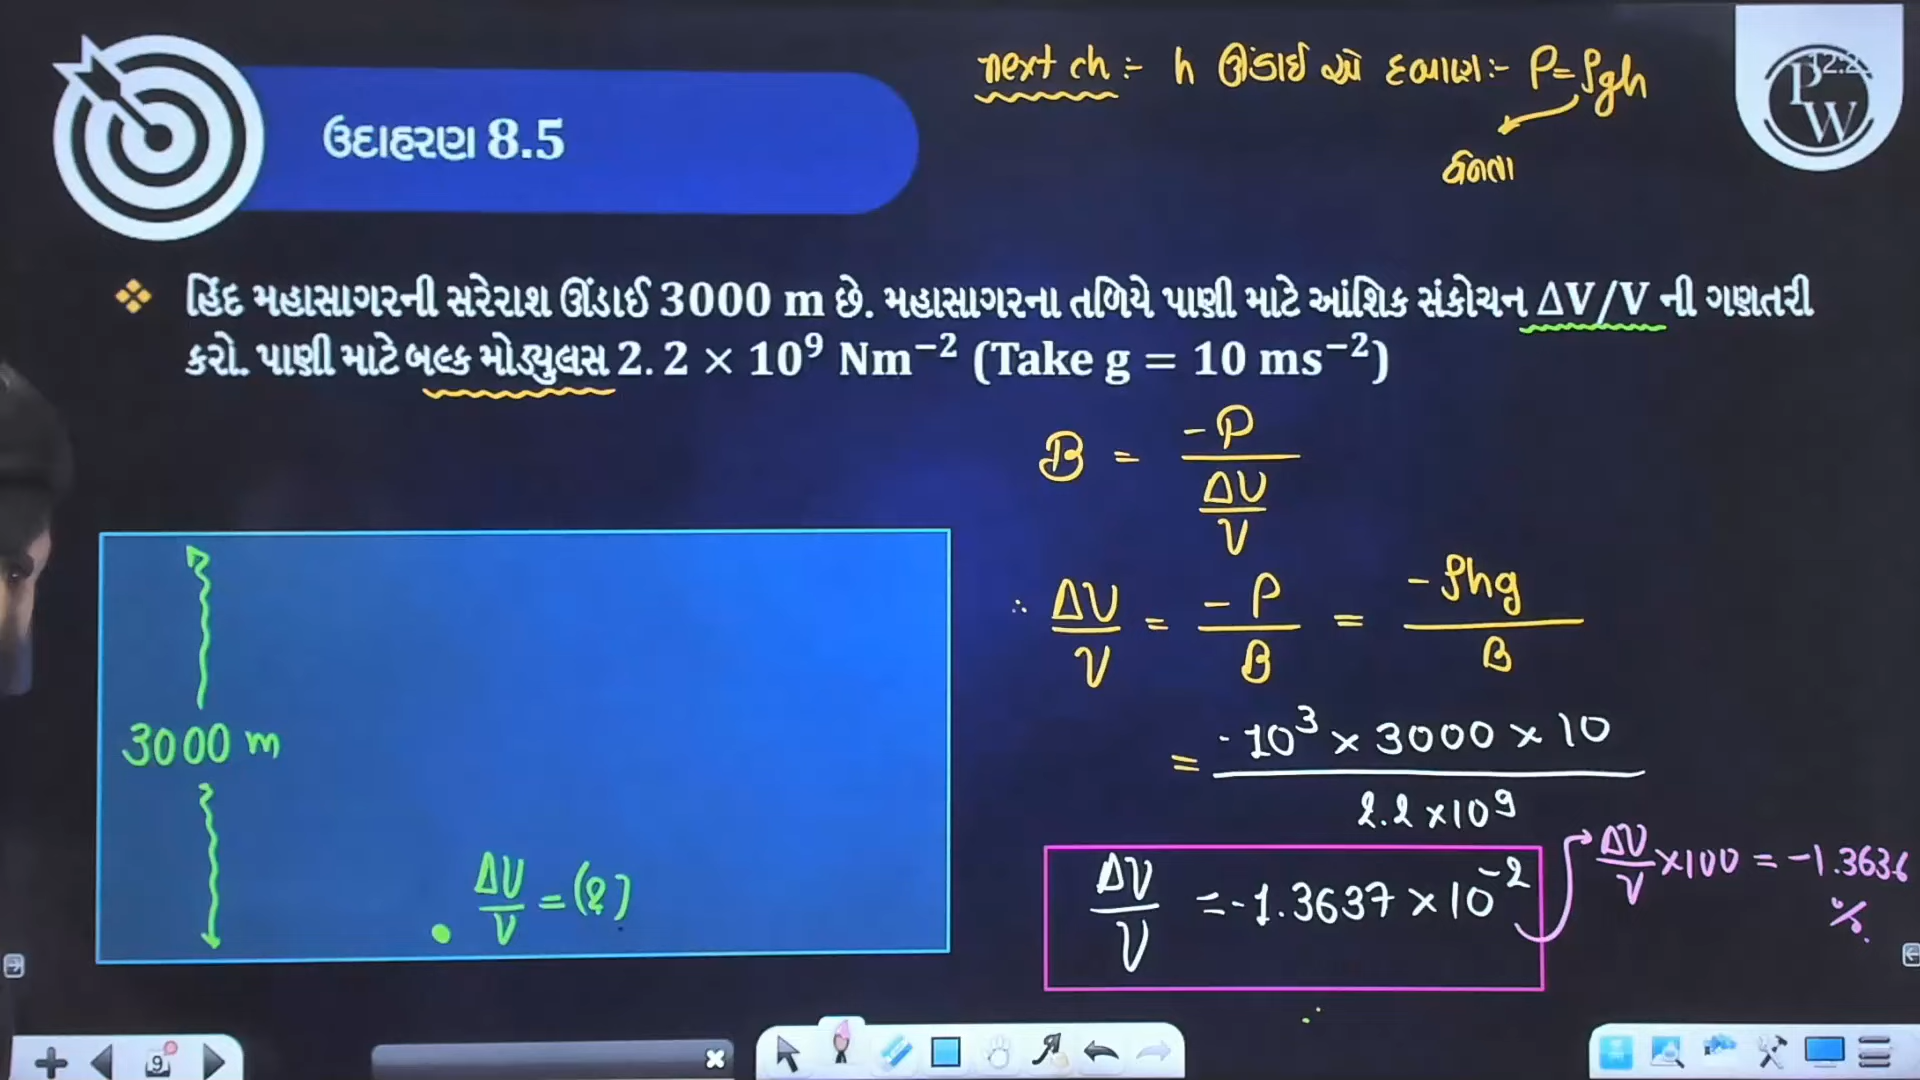 next ch :- h ઊંડાઈ એ દબાણ :- P = ρgh
ઘનતા
PW
ઉદાહરણ 8.5
હિંદ મહાસાગરની સરેરાશ ઊંડાઈ 3000 m છે. મહાસાગરના તળિયે પાણી માટે આંશિક સંકોચન ΔV/V ની ગણતરી
કરો. પાણી માટે બલ્ક મોડ્યુલસ 2.2 × 10⁹ Nm⁻² (Take g = 10 ms⁻²)
B = -P / (ΔV/V)
∴ ΔV/V = -P/B = -ρhg/B
= -10³ × 3000 × 10 / 2.2 × 10⁹
ΔV/V = -1.3637 × 10⁻²
ΔV/V × 100 = -1.3636
%.
3000 m
ΔV/V = (?)
9